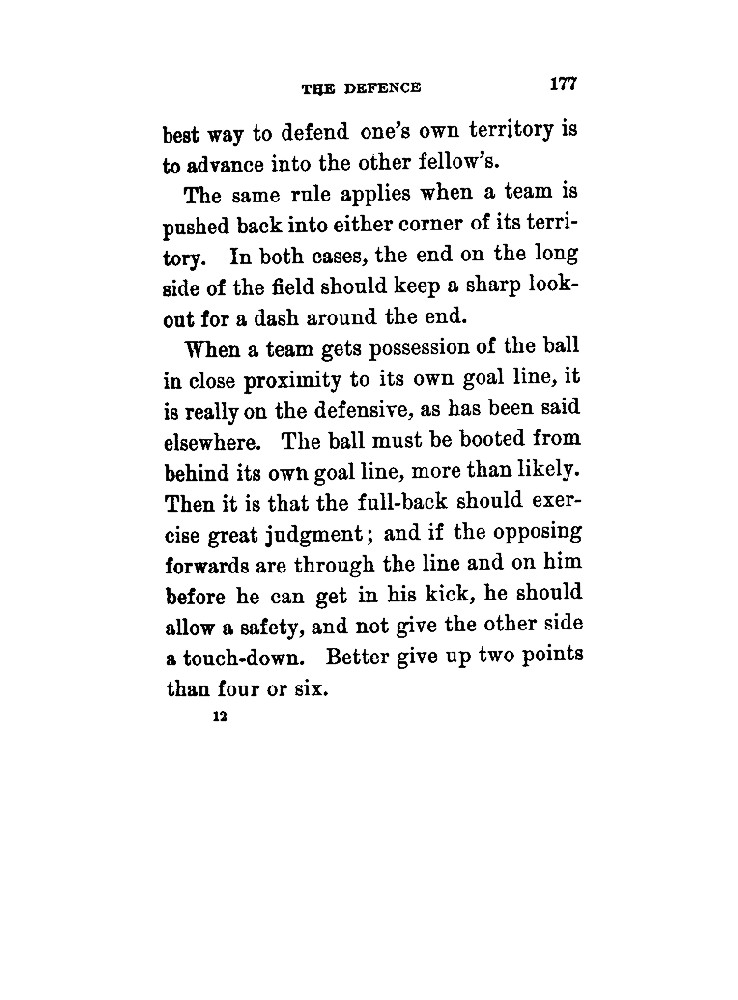 THE DEFENCE 177
best way to defend one's own territory is
to advance into the other fellow's.
The same rule applies when a team is
pushed back into either corner of its terri-
tory. In both cases, the end on the long
side of the field should keep a sharp look-
out for a dash around the end.
When a team gets possession of the ball
in close proximity to its own goal line, it
is really on the defensive, as has been said
elsewhere. The ball must be booted from
behind its own goal line, more than likely.
Then it is that the full-back should exer-
cise great judgment; and if the opposing
forwards are through the line and on him
before he can get in his kick, he should
allow a safety, and not give the other side
a touch-down. Better give up two points
than four or six.
12